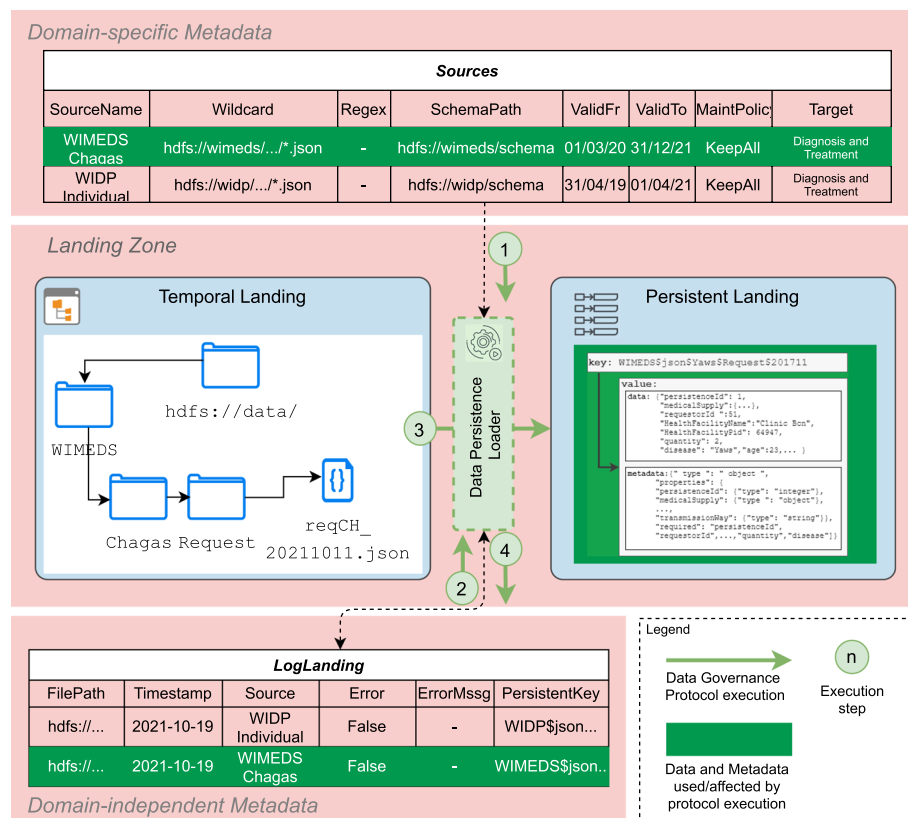 Domain-specific Metadata
Sources
SourceName Wildcard Regex SchemaPath ValidFr ValidTo MaintPolicy Target
WIMEDS Chagas hdfs://wimeds/.../*.json - hdfs://wimeds/schema 01/03/20 31/12/21 KeepAll Diagnosis and Treatment
WIDP Individual hdfs://widp/.../*.json - hdfs://widp/schema 31/04/19 01/04/21 KeepAll Diagnosis and Treatment
Landing Zone
1
Temporal Landing
hdfs://data/
WIMEDS
Chagas Request
reqCH_
20211011.json
3
Data Persistence
Loader
2
4
Persistent Landing
key: WIMEDS$json$Yaws$Request$201711
value:
data: {"persistenceId": 1,
"medicalSupply":{...},
"requestorId ":51,
"HealthFacilityName":"Clinic Bcn",
"HealthFacilityPid": 64947,
"quantity": 2,
"disease": "Yaws","age":23,... }
metadata:{" type ": " object ",
"properties": {
"persistenceId": {"type": "integer"},
"medicalSupply": {"type ": "object"},
...,
"transmissionWay": {"type": "string"}},
"required": "persistenceId",
"requestorId",...,"quantity","disease"]}
LogLanding
FilePath Timestamp Source Error ErrorMssg PersistentKey
hdfs://... 2021-10-19 WIDP Individual False - WIDP$json...
hdfs://... 2021-10-19 WIMEDS Chagas False - WIMEDS$json..
Domain-independent Metadata
Legend
Data Governance
Protocol execution
n
Execution
step
Data and Metadata
used/affected by
protocol execution